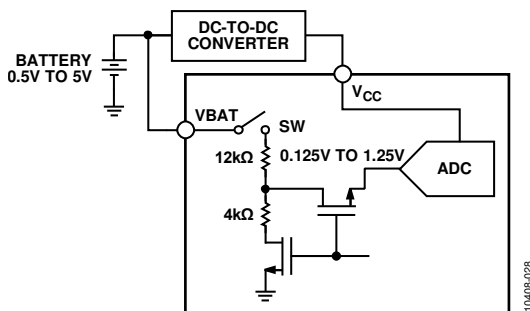 DC-TO-DC
CONVERTER
BATTERY
0.5V TO 5V
VCC
VBAT
SW
12kΩ
0.125V TO 1.25V
ADC
4kΩ
10408-028